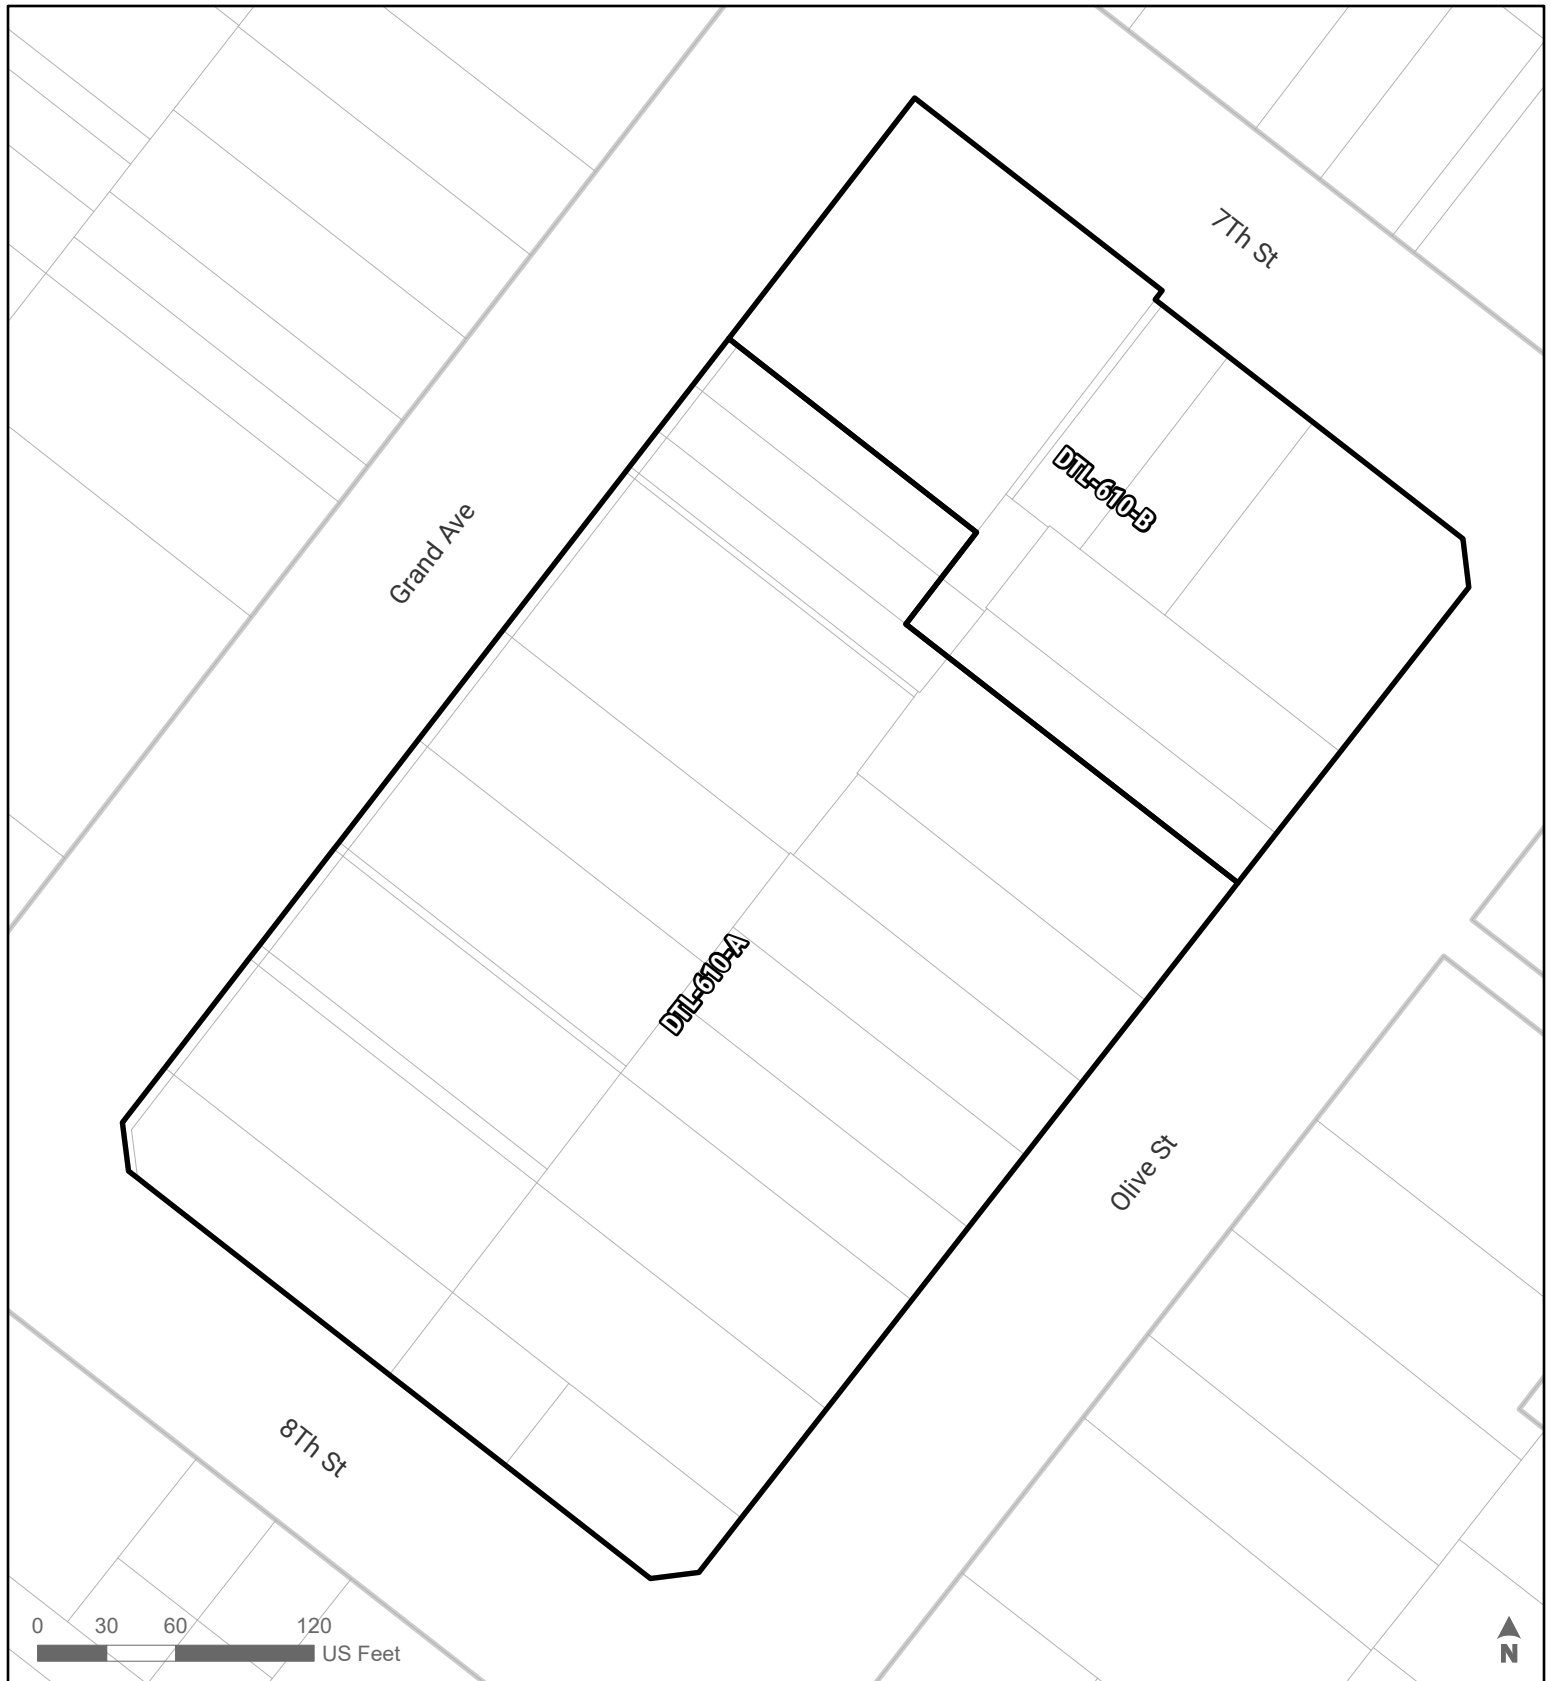 7Th St
DTL-610-B
Grand Ave
DTL-610-A
Olive St
8Th St
0 30 60 120
US Feet
N